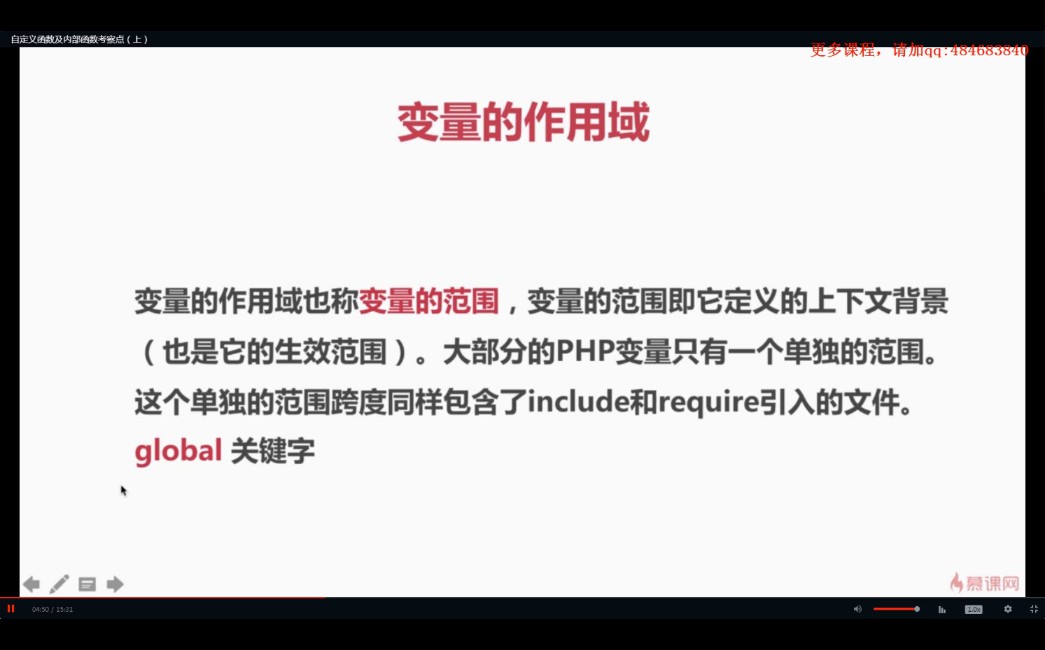 自定义函数及内部函数考察点（上）
更多课程，请加qq:484683840
变量的作用域
变量的作用域也称变量的范围，变量的范围即它定义的上下文背景
（也是它的生效范围）。大部分的PHP变量只有一个单独的范围。
这个单独的范围跨度同样包含了include和require引入的文件。
global 关键字
慕课网
04:50 / 15:31
1.0x